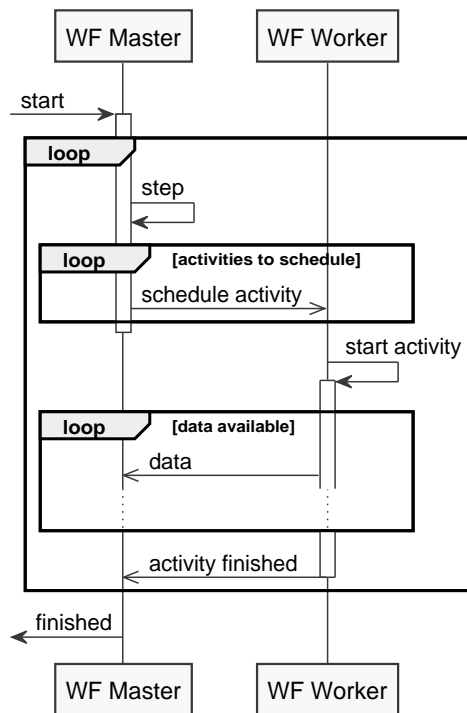 WF Master
WF Worker
start
loop
step
loop
[activities to schedule]
schedule activity
start activity
loop
[data available]
data
activity finished
finished
WF Master
WF Worker